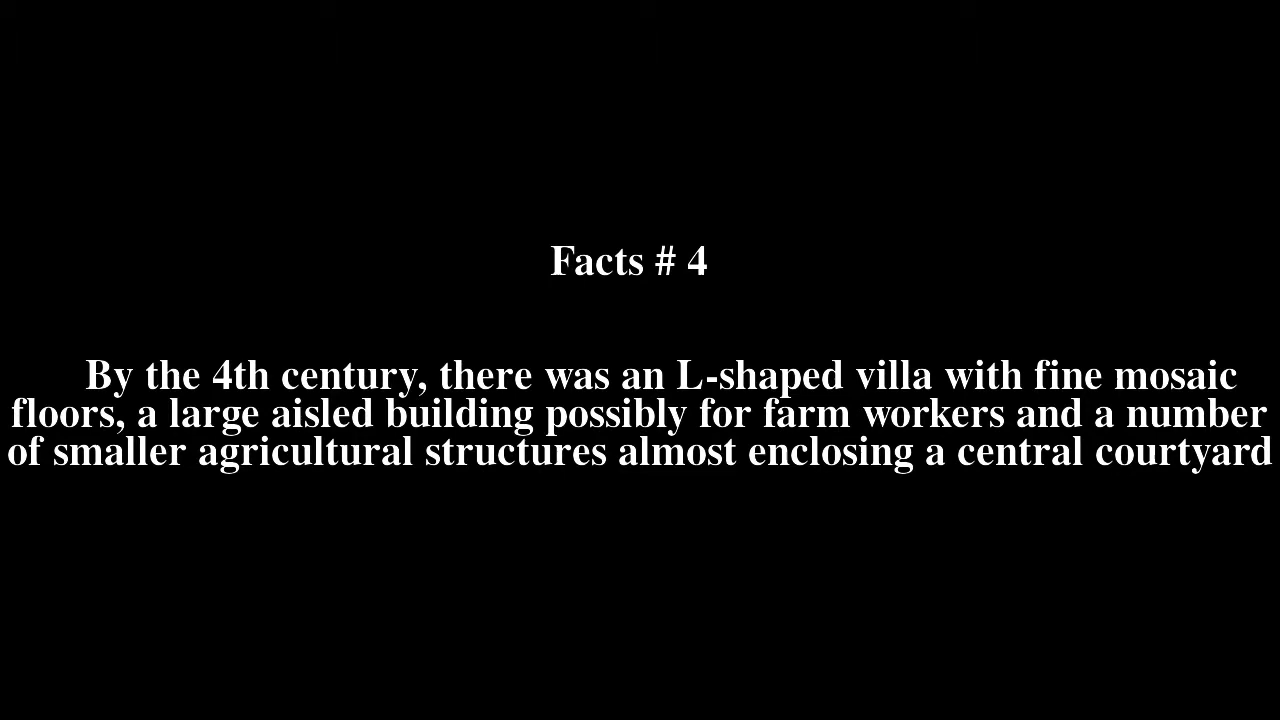 Facts # 4
By the 4th century, there was an L-shaped villa with fine mosaic
floors, a large aisled building possibly for farm workers and a number
of smaller agricultural structures almost enclosing a central courtyard